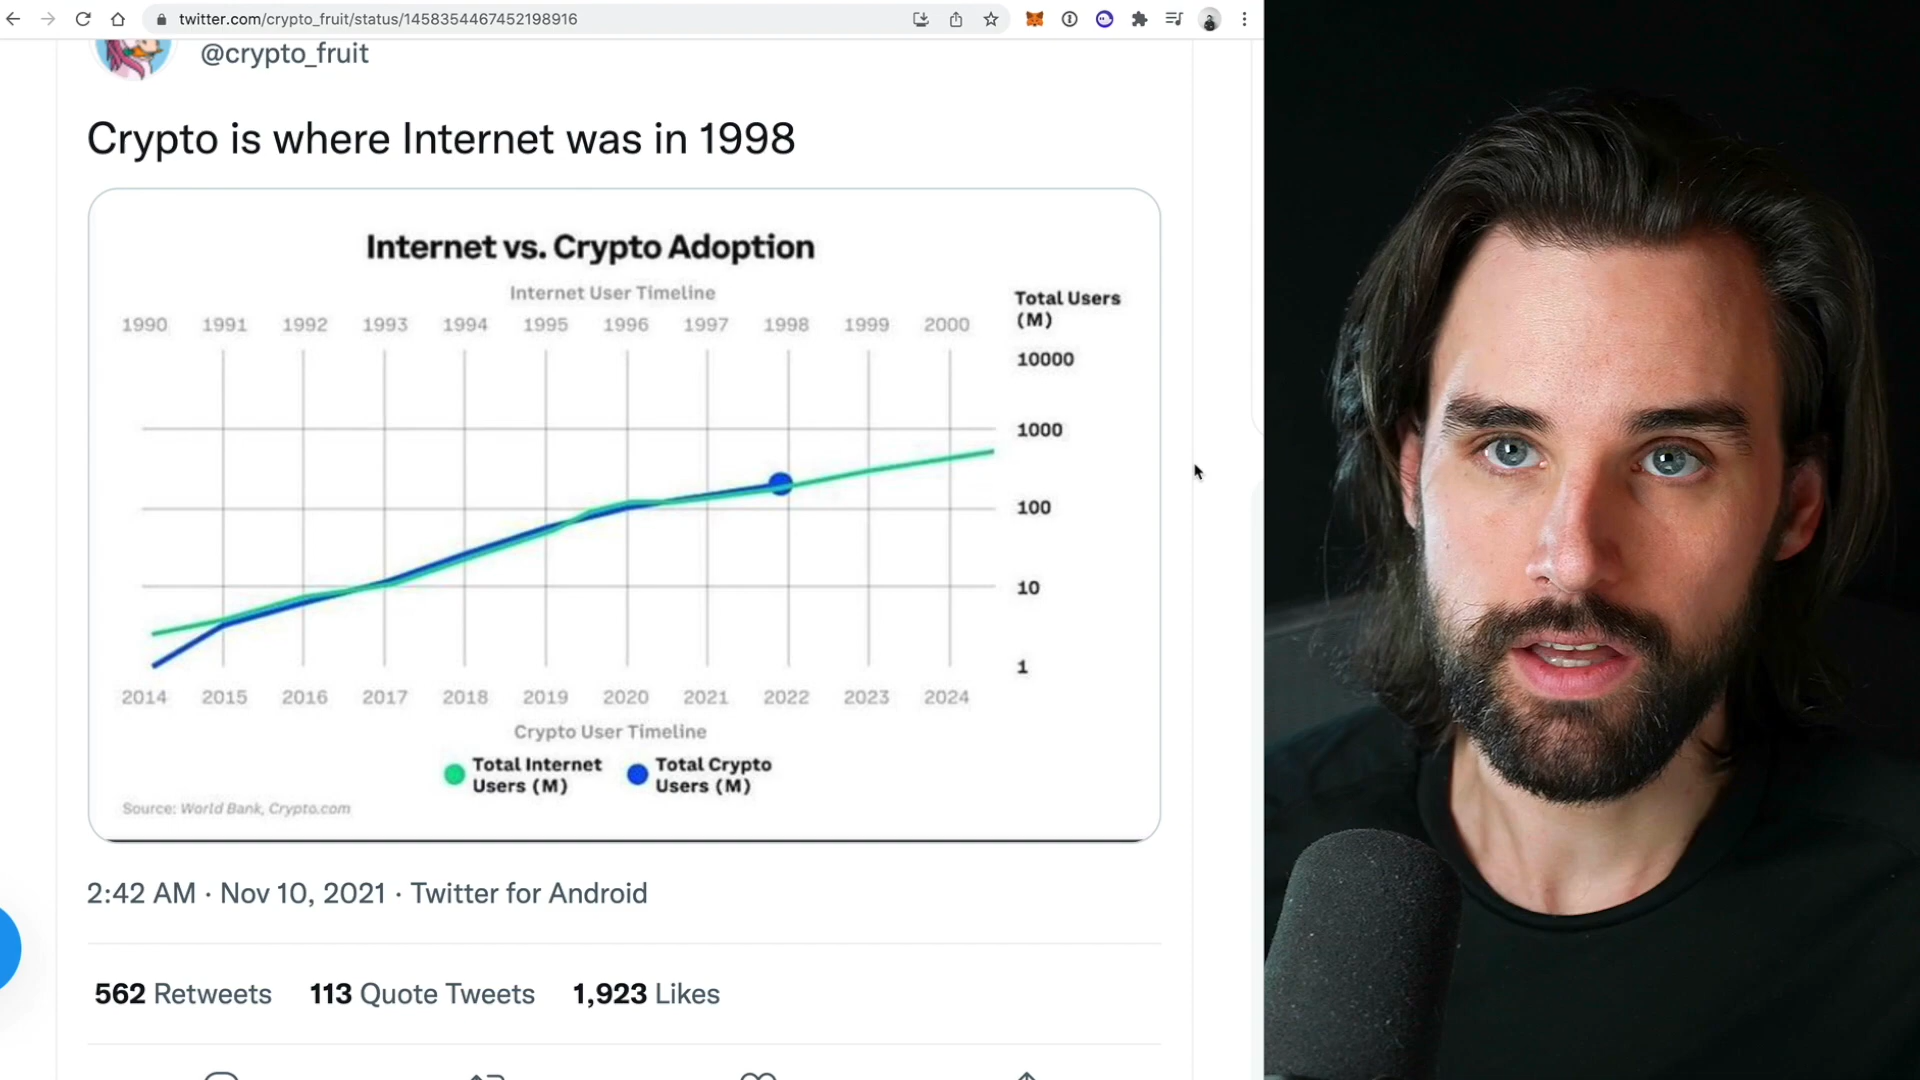 twitter.com/crypto_fruit/status/1458354467452198916
@crypto_fruit
Crypto is where Internet was in 1998
Internet vs. Crypto Adoption
Internet User Timeline
1990 1991 1992 1993 1994 1995 1996 1997 1998 1999 2000
Total Users
(M)
10000
1000
100
10
1
2014 2015 2016 2017 2018 2019 2020 2021 2022 2023 2024
Crypto User Timeline
Total Internet
Users (M)
Total Crypto
Users (M)
Source: World Bank, Crypto.com
2:42 AM · Nov 10, 2021 · Twitter for Android
562 Retweets 113 Quote Tweets 1,923 Likes